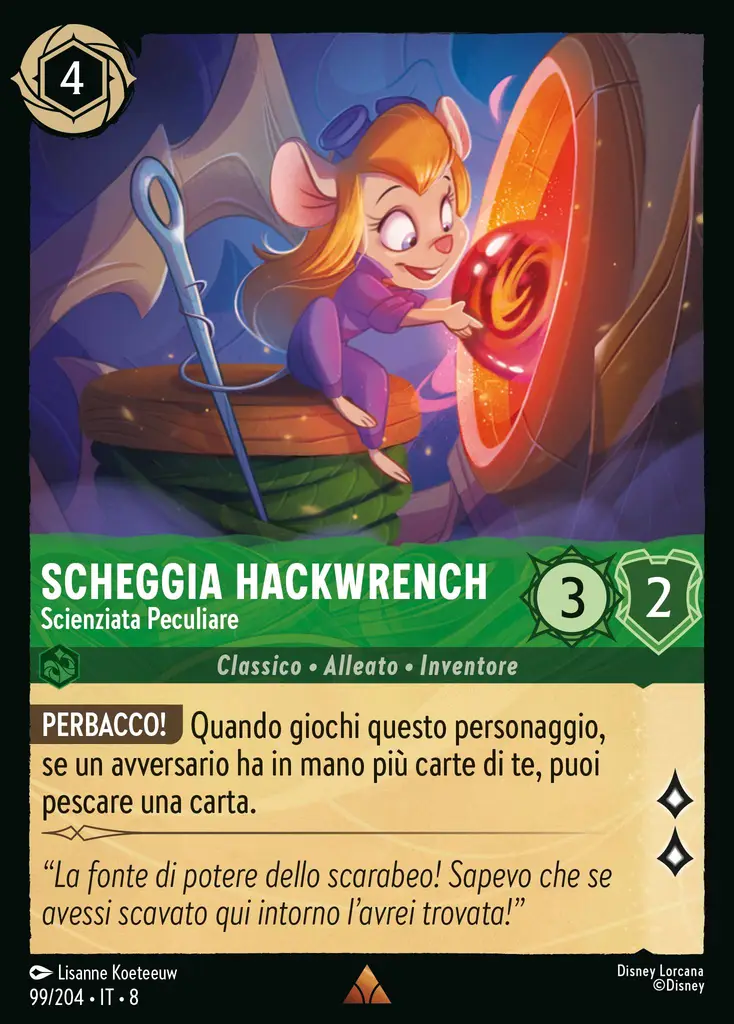 4
SCHEGGIA HACKWRENCH
Scienziata Peculiare
3
2
Classico • Alleato • Inventore
PERBACCO! Quando giochi questo personaggio,
se un avversario ha in mano più carte di te, puoi
pescare una carta.
“La fonte di potere dello scarabeo! Sapevo che se
avessi scavato qui intorno l’avrei trovata!”
Lisanne Koeteeuw
99/204 • IT • 8
Disney Lorcana
©Disney